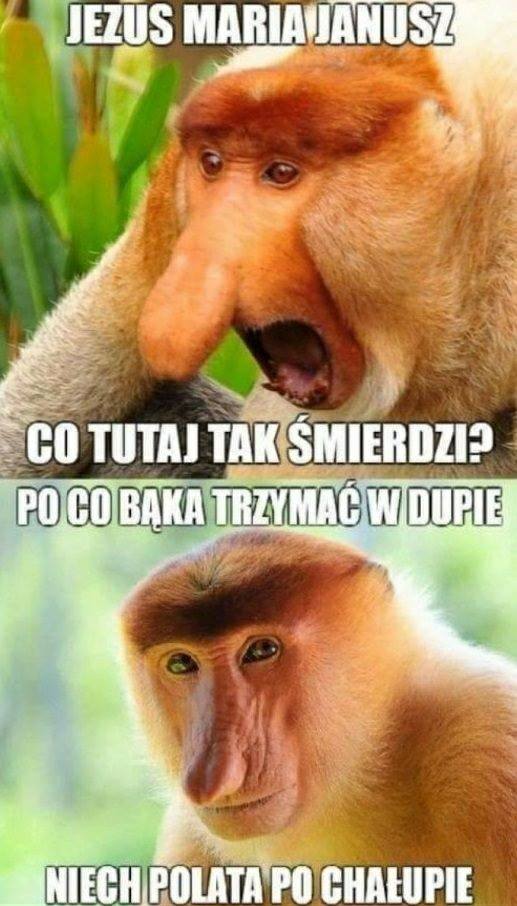 JEZUS MARIA JANUSZ
CO TUTAJ TAK ŚMIERDZI?
PO CO BĄKA TRZYMAĆ W DUPIE
NIECH POLATA PO CHAŁUPIE